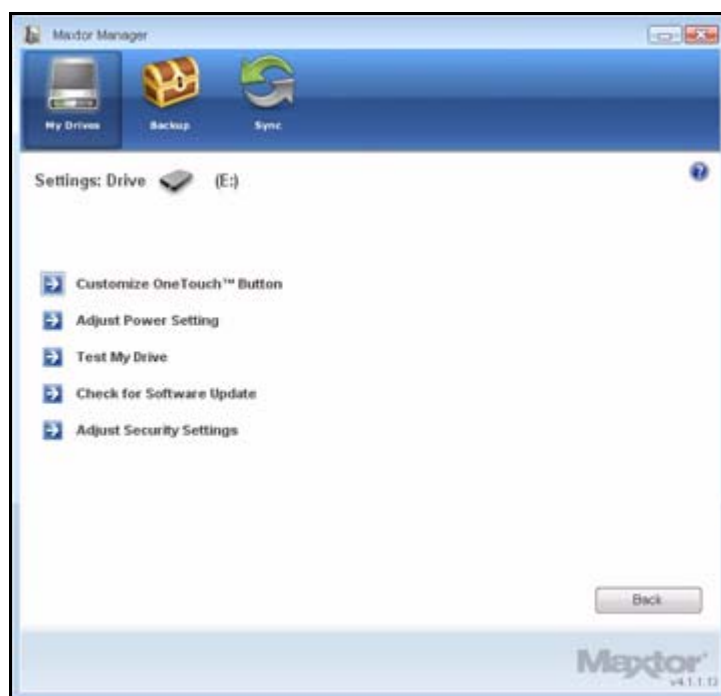 Maxtor Manager
My Drives Backup Sync
Settings: Drive (E:)
Customize OneTouch™ Button
Adjust Power Setting
Test My Drive
Check for Software Update
Adjust Security Settings
Back
Maxtor